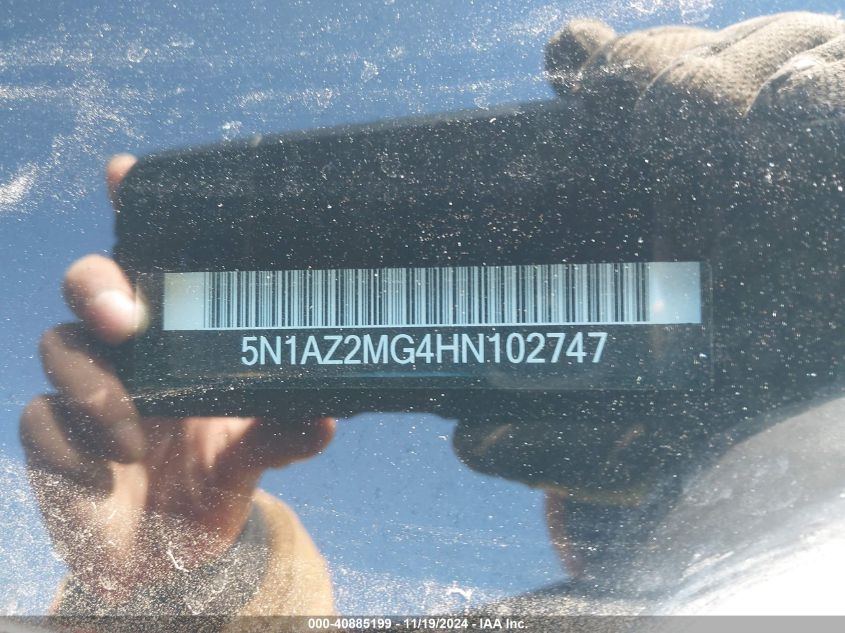 5N1AZ2MG4HN102747
000-40885199 - 11/19/2024 - IAA Inc.